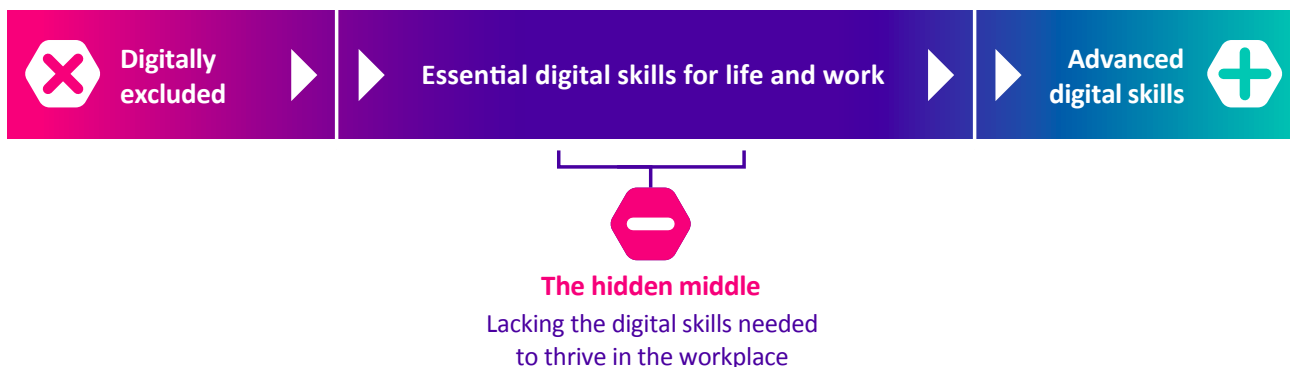 Digitally
excluded
Essential digital skills for life and work
Advanced
digital skills
The hidden middle
Lacking the digital skills needed
to thrive in the workplace